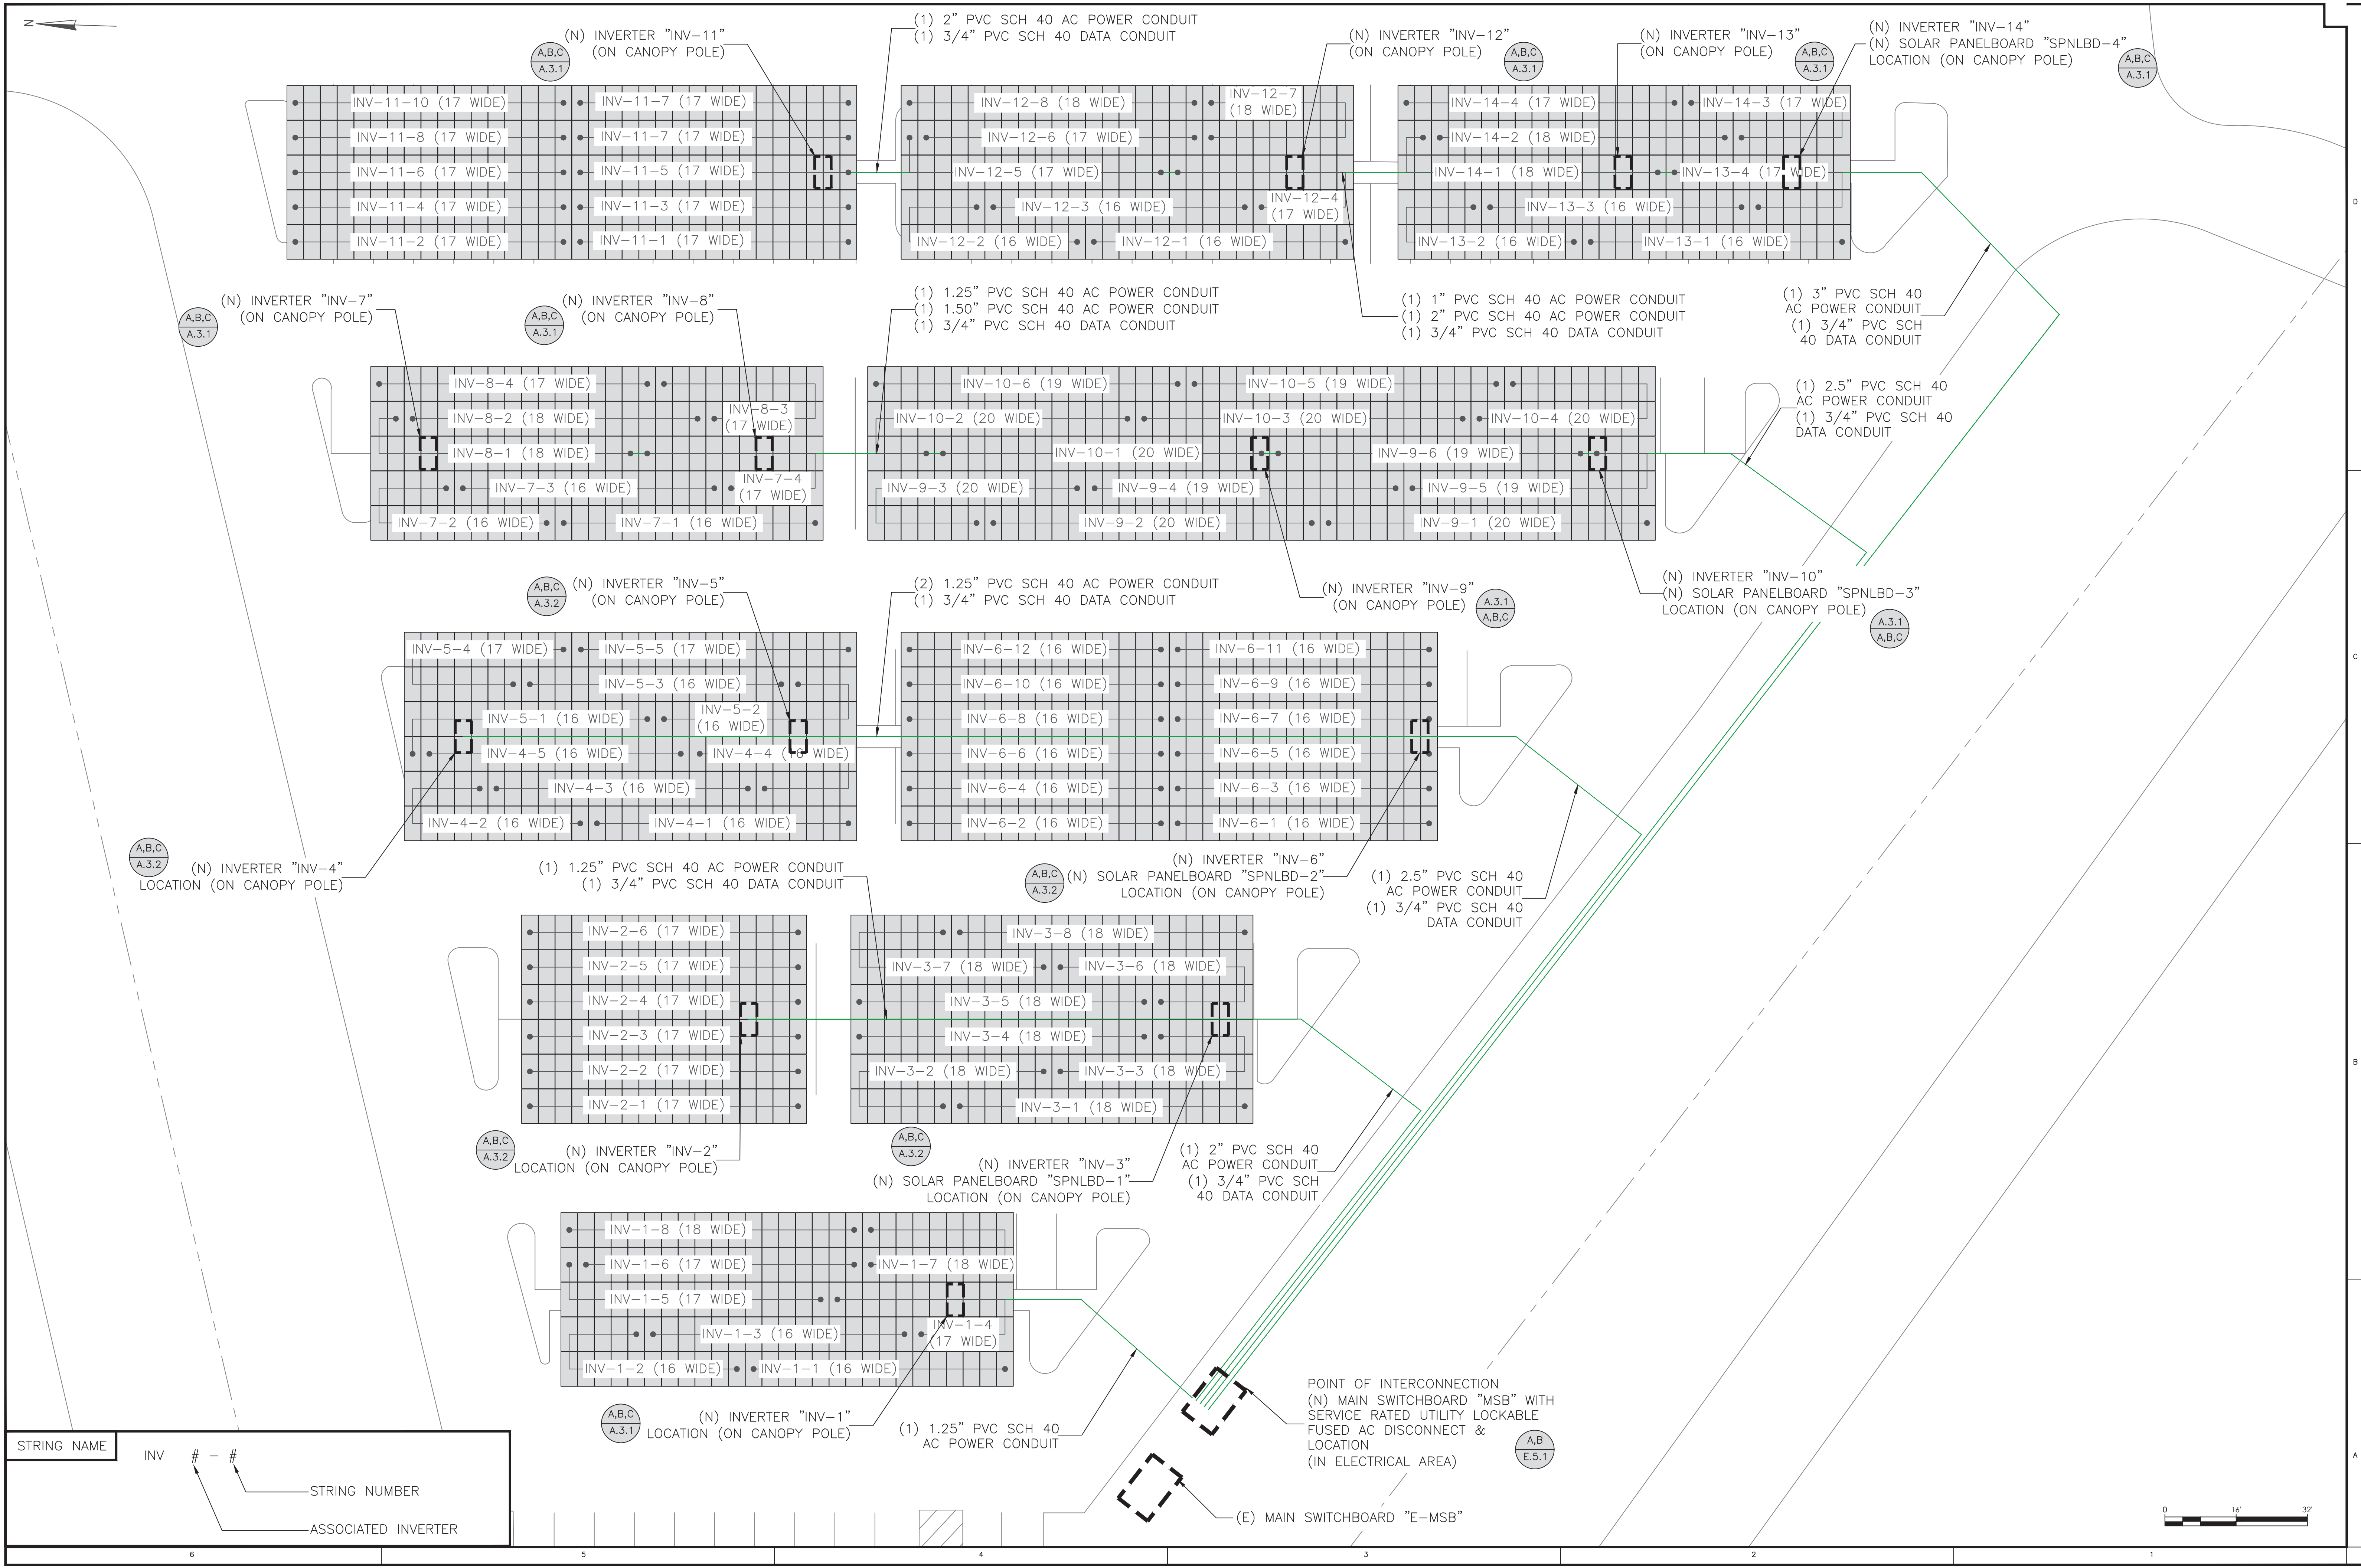 N
(N) INVERTER "INV-11"
(ON CANOPY POLE)
A,B,C
A.3.1
(1) 2" PVC SCH 40 AC POWER CONDUIT
(1) 3/4" PVC SCH 40 DATA CONDUIT
(N) INVERTER "INV-12"
(ON CANOPY POLE)
A,B,C
A.3.1
(N) INVERTER "INV-13"
(ON CANOPY POLE)
A,B,C
A.3.1
(N) INVERTER "INV-14"
(N) SOLAR PANELBOARD "SPNLBD-4"
LOCATION (ON CANOPY POLE)
A,B,C
A.3.1
INV-11-10 (17 WIDE)
INV-11-7 (17 WIDE)
INV-11-8 (17 WIDE)
INV-11-7 (17 WIDE)
INV-11-6 (17 WIDE)
INV-11-5 (17 WIDE)
INV-11-4 (17 WIDE)
INV-11-3 (17 WIDE)
INV-11-2 (17 WIDE)
INV-11-1 (17 WIDE)
INV-12-8 (18 WIDE)
INV-12-7
(18 WIDE)
INV-12-6 (17 WIDE)
INV-12-5 (17 WIDE)
INV-12-3 (16 WIDE)
INV-12-4
(17 WIDE)
INV-12-2 (16 WIDE)
INV-12-1 (16 WIDE)
INV-14-4 (17 WIDE)
INV-14-3 (17 WIDE)
INV-14-2 (18 WIDE)
INV-14-1 (18 WIDE)
INV-13-4 (17 WIDE)
INV-13-3 (16 WIDE)
INV-13-2 (16 WIDE)
INV-13-1 (16 WIDE)
D
(N) INVERTER "INV-7"
(ON CANOPY POLE)
A,B,C
A.3.1
(N) INVERTER "INV-8"
(ON CANOPY POLE)
A,B,C
A.3.1
(1) 1.25" PVC SCH 40 AC POWER CONDUIT
(1) 1.50" PVC SCH 40 AC POWER CONDUIT
(1) 3/4" PVC SCH 40 DATA CONDUIT
(1) 1" PVC SCH 40 AC POWER CONDUIT
(1) 2" PVC SCH 40 AC POWER CONDUIT
(1) 3/4" PVC SCH 40 DATA CONDUIT
(1) 3" PVC SCH 40
AC POWER CONDUIT
(1) 3/4" PVC SCH
40 DATA CONDUIT
INV-8-4 (17 WIDE)
INV-8-2 (18 WIDE)
INV-8-3
(17 WIDE)
INV-8-1 (18 WIDE)
INV-7-3 (16 WIDE)
INV-7-4
(17 WIDE)
INV-7-2 (16 WIDE)
INV-7-1 (16 WIDE)
INV-10-6 (19 WIDE)
INV-10-5 (19 WIDE)
INV-10-2 (20 WIDE)
INV-10-3 (20 WIDE)
INV-10-4 (20 WIDE)
INV-10-1 (20 WIDE)
INV-9-6 (19 WIDE)
INV-9-3 (20 WIDE)
INV-9-4 (19 WIDE)
INV-9-5 (19 WIDE)
INV-9-2 (20 WIDE)
INV-9-1 (20 WIDE)
(1) 2.5" PVC SCH 40
AC POWER CONDUIT
(1) 3/4" PVC SCH 40
DATA CONDUIT
A,B,C
A.3.2
(N) INVERTER "INV-5"
(ON CANOPY POLE)
(2) 1.25" PVC SCH 40 AC POWER CONDUIT
(1) 3/4" PVC SCH 40 DATA CONDUIT
(N) INVERTER "INV-9"
(ON CANOPY POLE)
A.3.1
A,B,C
(N) INVERTER "INV-10"
(N) SOLAR PANELBOARD "SPNLBD-3"
LOCATION (ON CANOPY POLE)
A.3.1
A,B,C
INV-5-4 (17 WIDE)
INV-5-5 (17 WIDE)
INV-5-3 (16 WIDE)
INV-5-1 (16 WIDE)
INV-5-2
(16 WIDE)
INV-4-5 (16 WIDE)
INV-4-4 (16 WIDE)
INV-4-3 (16 WIDE)
INV-4-2 (16 WIDE)
INV-4-1 (16 WIDE)
INV-6-12 (16 WIDE)
INV-6-11 (16 WIDE)
INV-6-10 (16 WIDE)
INV-6-9 (16 WIDE)
INV-6-8 (16 WIDE)
INV-6-7 (16 WIDE)
INV-6-6 (16 WIDE)
INV-6-5 (16 WIDE)
INV-6-4 (16 WIDE)
INV-6-3 (16 WIDE)
INV-6-2 (16 WIDE)
INV-6-1 (16 WIDE)
C
A,B,C
A.3.2
(N) INVERTER "INV-4"
LOCATION (ON CANOPY POLE)
(1) 1.25" PVC SCH 40 AC POWER CONDUIT
(1) 3/4" PVC SCH 40 DATA CONDUIT
A,B,C
A.3.2
(N) INVERTER "INV-6"
(N) SOLAR PANELBOARD "SPNLBD-2"
LOCATION (ON CANOPY POLE)
(1) 2.5" PVC SCH 40
AC POWER CONDUIT
(1) 3/4" PVC SCH 40
DATA CONDUIT
INV-2-6 (17 WIDE)
INV-2-5 (17 WIDE)
INV-2-4 (17 WIDE)
INV-2-3 (17 WIDE)
INV-2-2 (17 WIDE)
INV-2-1 (17 WIDE)
INV-3-8 (18 WIDE)
INV-3-7 (18 WIDE)
INV-3-6 (18 WIDE)
INV-3-5 (18 WIDE)
INV-3-4 (18 WIDE)
INV-3-2 (18 WIDE)
INV-3-3 (18 WIDE)
INV-3-1 (18 WIDE)
B
A,B,C
A.3.2
(N) INVERTER "INV-2"
LOCATION (ON CANOPY POLE)
A,B,C
A.3.2
(N) INVERTER "INV-3"
(N) SOLAR PANELBOARD "SPNLBD-1"
LOCATION (ON CANOPY POLE)
(1) 2" PVC SCH 40
AC POWER CONDUIT
(1) 3/4" PVC SCH
40 DATA CONDUIT
INV-1-8 (18 WIDE)
INV-1-6 (17 WIDE)
INV-1-7 (18 WIDE)
INV-1-5 (17 WIDE)
INV-1-3 (16 WIDE)
INV-1-4
(17 WIDE)
INV-1-2 (16 WIDE)
INV-1-1 (16 WIDE)
A,B,C
A.3.1
(N) INVERTER "INV-1"
LOCATION (ON CANOPY POLE)
(1) 1.25" PVC SCH 40
AC POWER CONDUIT
POINT OF INTERCONNECTION
(N) MAIN SWITCHBOARD "MSB" WITH
SERVICE RATED UTILITY LOCKABLE
FUSED AC DISCONNECT &
LOCATION
(IN ELECTRICAL AREA)
A,B
E.5.1
A
(E) MAIN SWITCHBOARD "E-MSB"
STRING NAME
INV # - #
STRING NUMBER
ASSOCIATED INVERTER
0 16' 32'
6 5 4 3 2 1